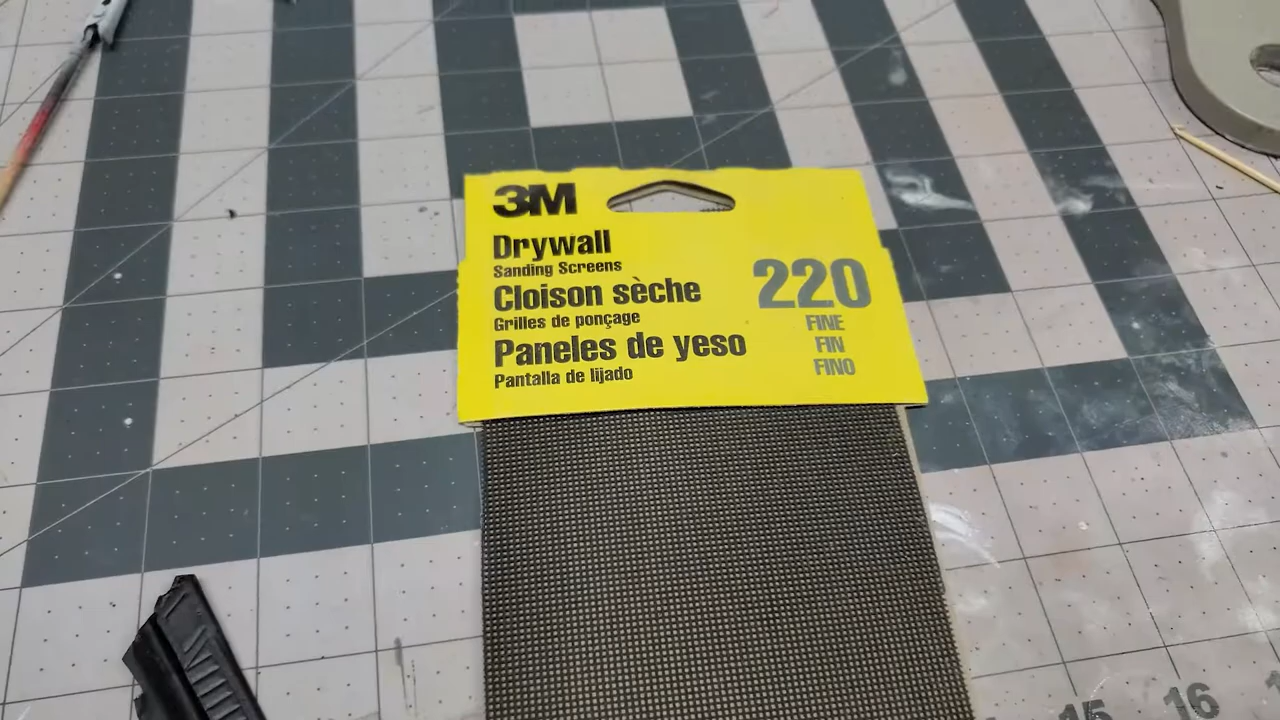 3M
Drywall
Sanding Screens
Cloison sèche
Grilles de ponçage
Paneles de yeso
Pantalla de lijado
220
FINE
FIN
FINO
15
16